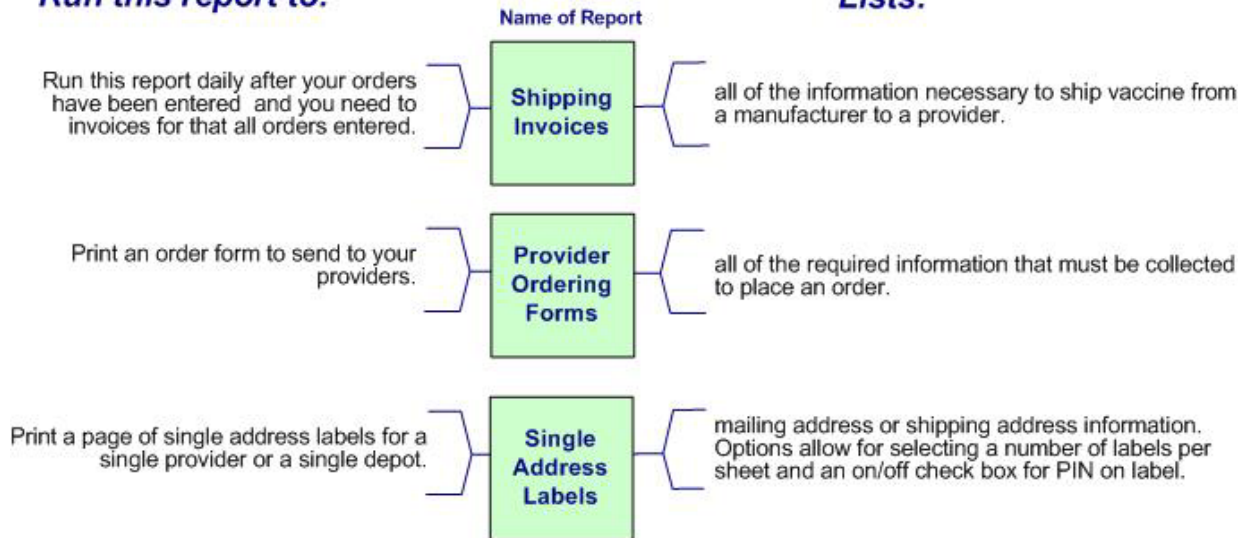 Run this report to:
Lists:
Name of Report
Run this report daily after your orders
have been entered and you need to
invoices for that all orders entered.
Shipping
Invoices
all of the information necessary to ship vaccine from
a manufacturer to a provider.
Print an order form to send to your
providers.
Provider
Ordering
Forms
all of the required information that must be collected
to place an order.
Print a page of single address labels for a
single provider or a single depot.
Single
Address
Labels
mailing address or shipping address information.
Options allow for selecting a number of labels per
sheet and an on/off check box for PIN on label.